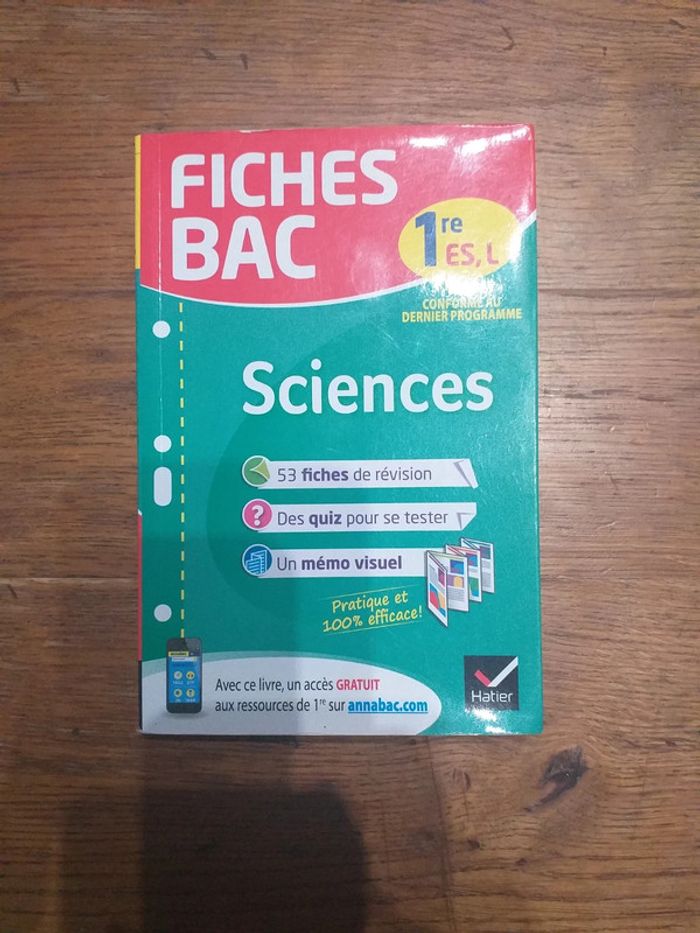 FICHES
BAC
1re
ES, L
CONFORME AU
DERNIER PROGRAMME
Sciences
53 fiches de révision
? Des quiz pour se tester
Un mémo visuel
Pratique et
100% efficace!
Avec ce livre, un accès GRATUIT
aux ressources de 1re sur annabac.com
Hatier